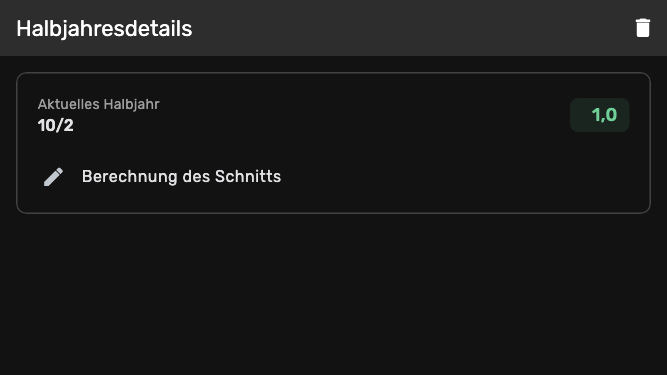 Halbjahresdetails
Aktuelles Halbjahr
10/2
1,0
Berechnung des Schnitts